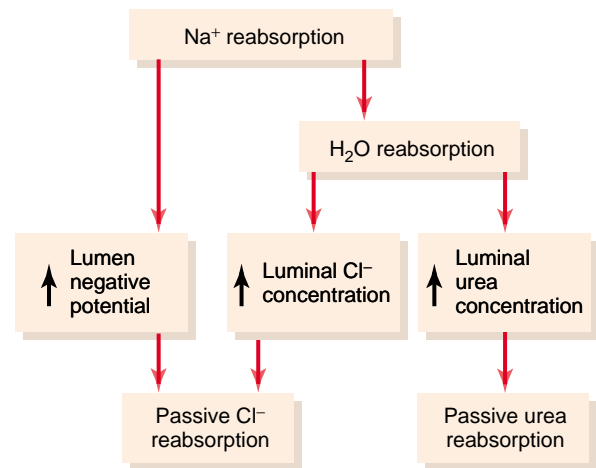 Na⁺ reabsorption
H₂O reabsorption
Lumen
negative
potential
Luminal Cl⁻
concentration
Luminal
urea
concentration
Passive Cl⁻
reabsorption
Passive urea
reabsorption